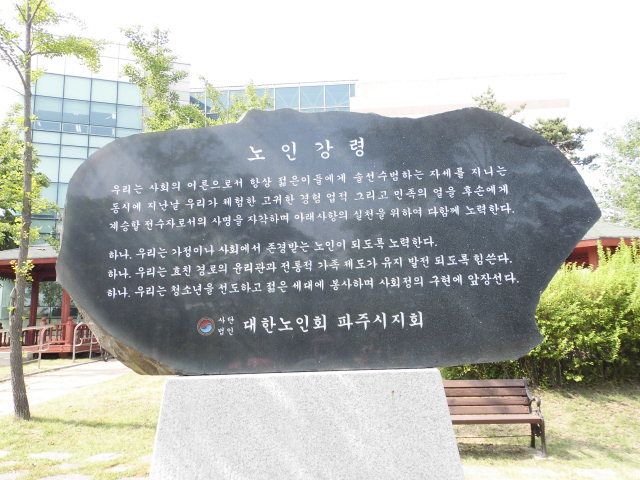 노인강령
우리는 사회의 어른으로서 항상 젊은이들에게 솔선수범하는 자세를 지니는
동시에 지난날 우리가 체험한 고귀한 경험 업적 그리고 민족의 얼을 후손에게
계승할 전수자로서의 사명을 자각하며 아래사항의 실천을 위하여 다함께 노력한다.
하나. 우리는 가정이나 사회에서 존경받는 노인이 되도록 노력한다.
하나. 우리는 효친 경로의 윤리관과 전통적 가족 제도가 유지 발전 되도록 힘쓴다.
하나. 우리는 청소년을 선도하고 젊은 세대에 봉사하며 사회정의 구현에 앞장선다.
사단법인 대한노인회 파주시지회